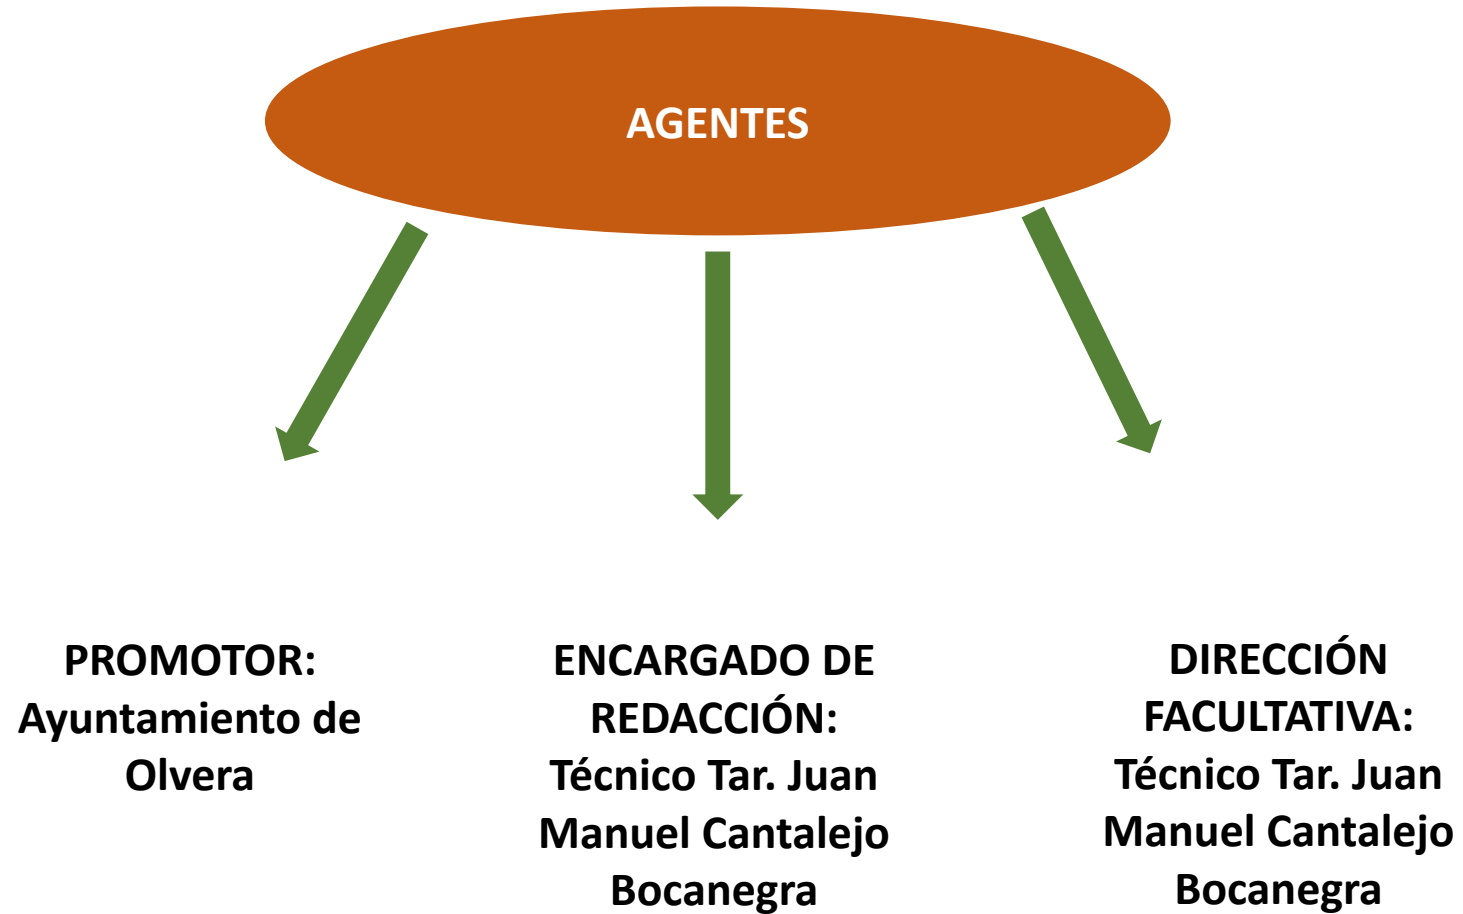 AGENTES
PROMOTOR:
Ayuntamiento de
Olvera
ENCARGADO DE
REDACCIÓN:
Técnico Tar. Juan
Manuel Cantalejo
Bocanegra
DIRECCIÓN
FACULTATIVA:
Técnico Tar. Juan
Manuel Cantalejo
Bocanegra